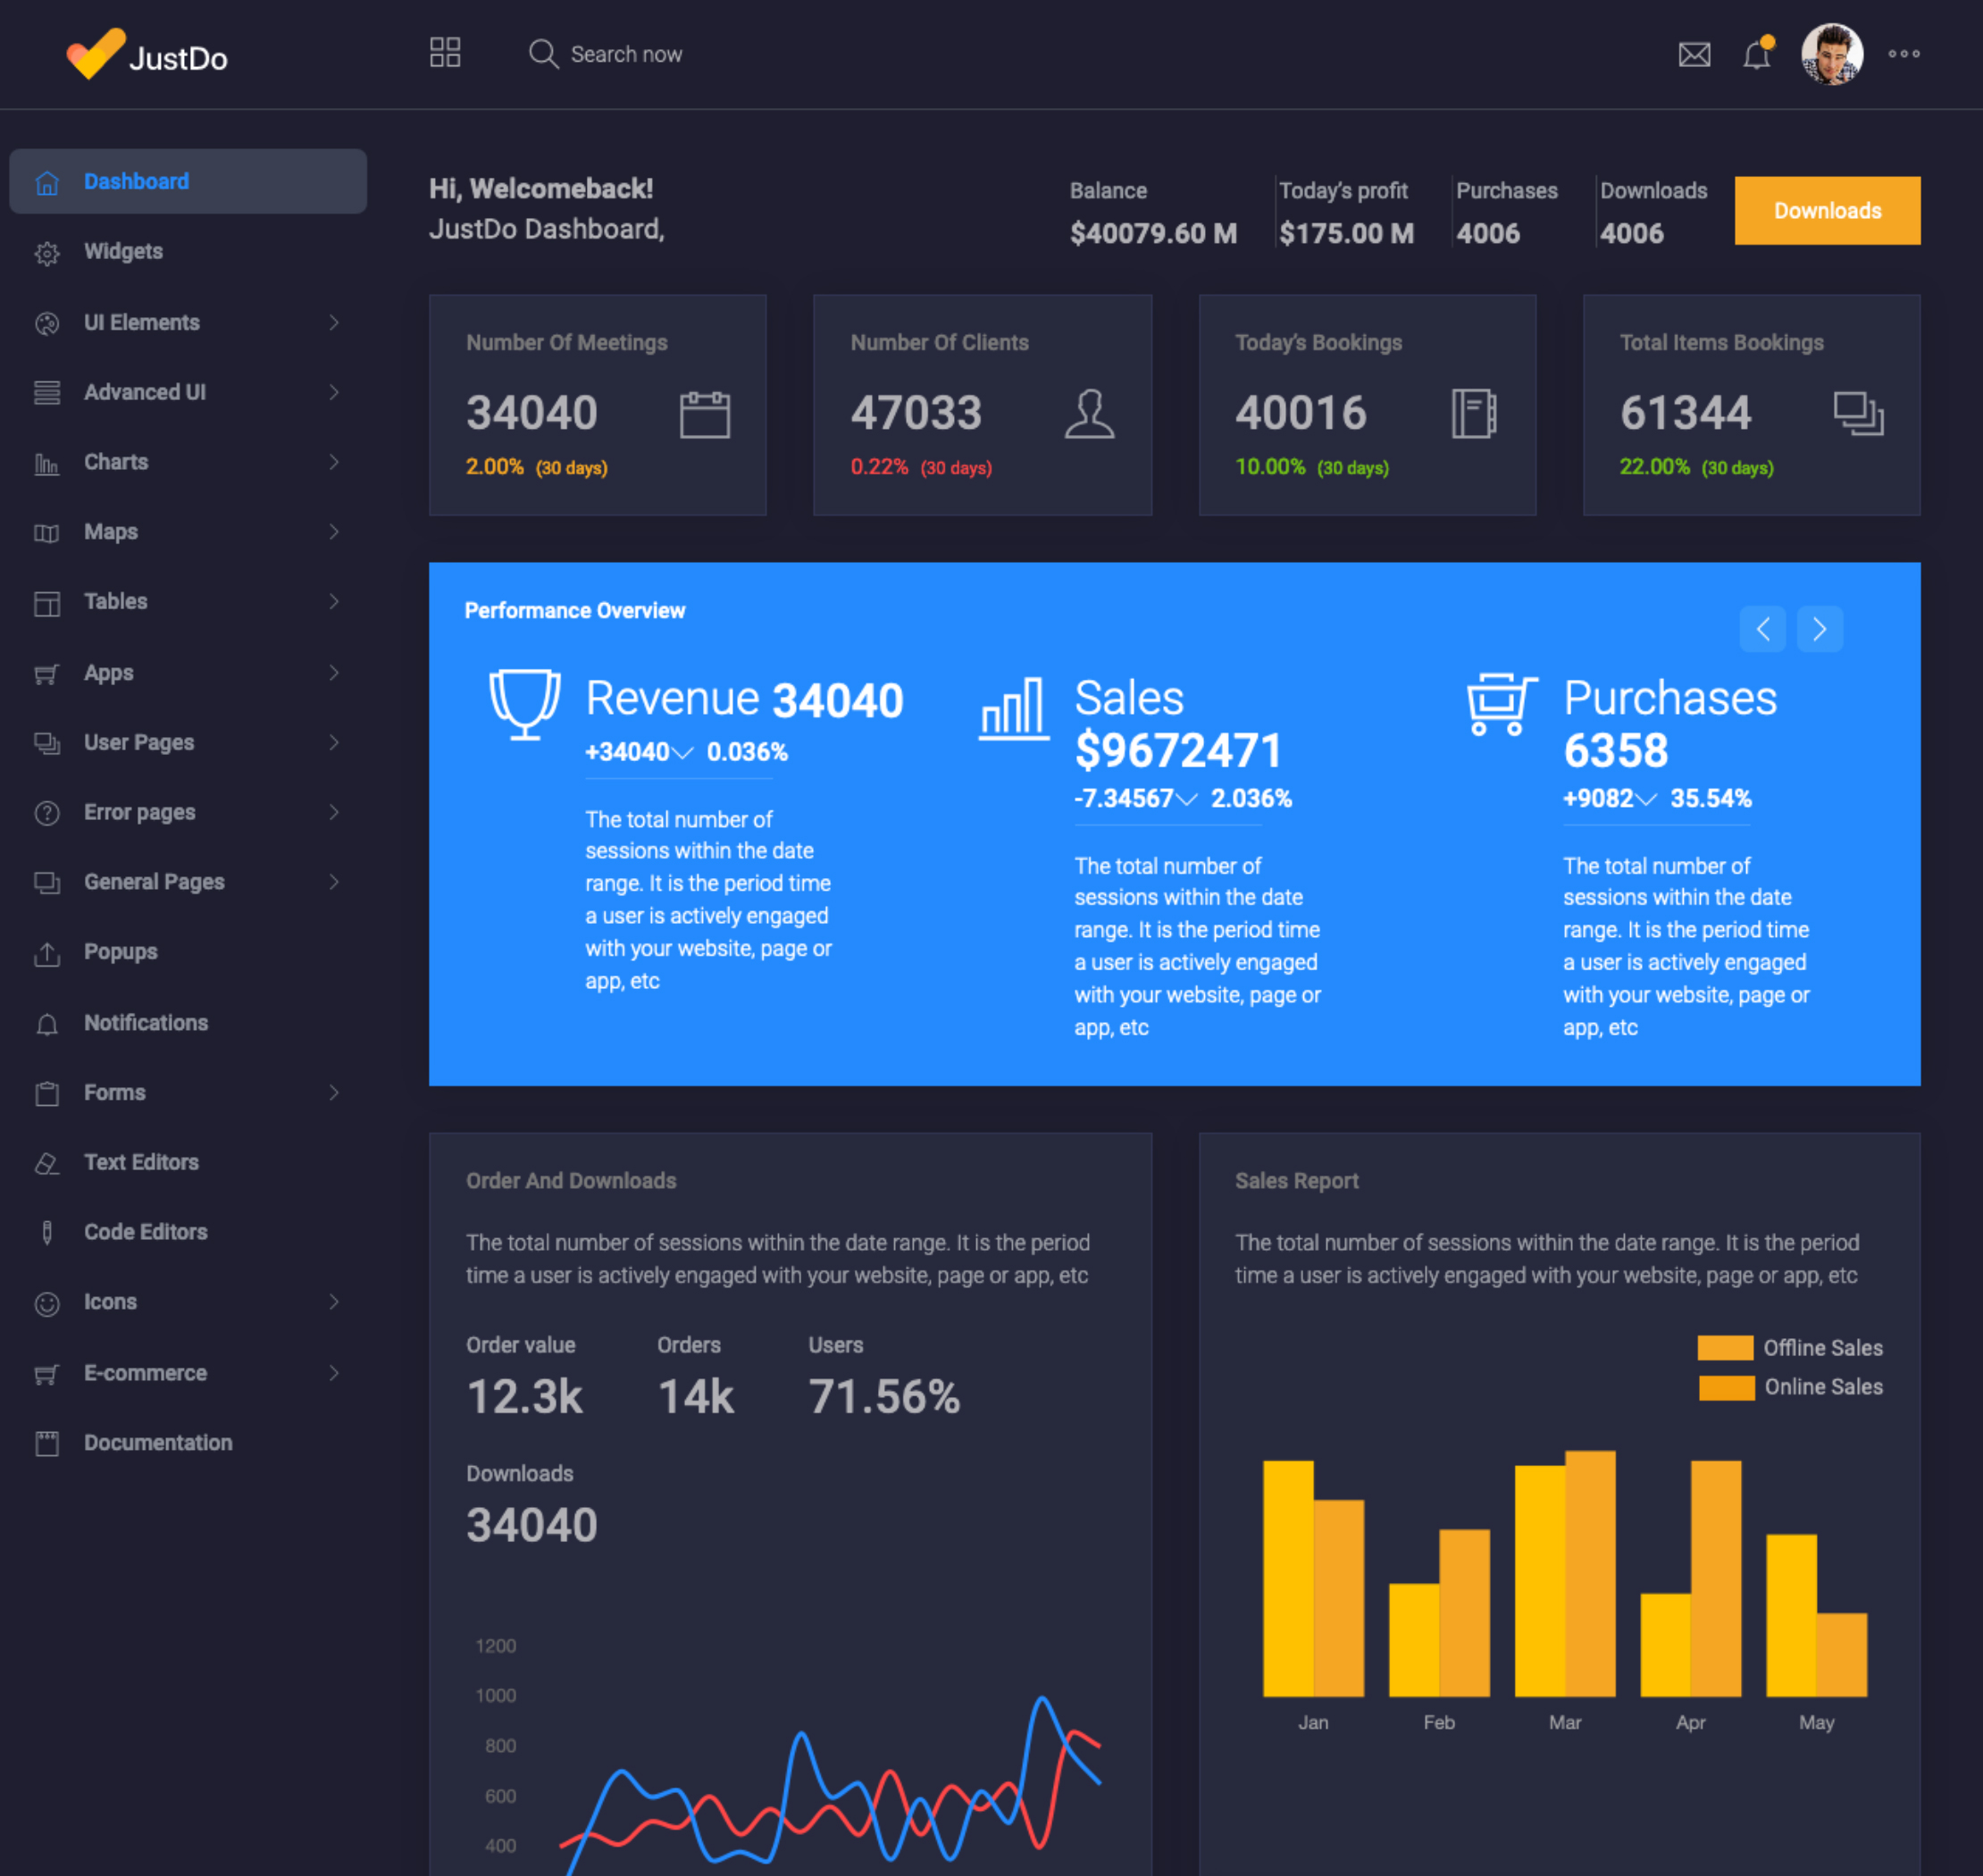 JustDo
Search now
Dashboard
Widgets
UI Elements
Advanced UI
Charts
Maps
Tables
Apps
User Pages
Error pages
General Pages
Popups
Notifications
Forms
Text Editors
Code Editors
Icons
E-commerce
Documentation
Hi, Welcomeback!
JustDo Dashboard,
Balance
$40079.60 M
Today's profit
$175.00 M
Purchases
4006
Downloads
4006
Downloads
Number Of Meetings
34040
2.00% (30 days)
Number Of Clients
47033
0.22% (30 days)
Today's Bookings
40016
10.00% (30 days)
Total Items Bookings
61344
22.00% (30 days)
Performance Overview
Revenue 34040
+34040 0.036%
The total number of
sessions within the date
range. It is the period time
a user is actively engaged
with your website, page or
app, etc
Sales
$9672471
-7.34567 2.036%
The total number of
sessions within the date
range. It is the period time
a user is actively engaged
with your website, page or
app, etc
Purchases
6358
+9082 35.54%
The total number of
sessions within the date
range. It is the period time
a user is actively engaged
with your website, page or
app, etc
Order And Downloads
The total number of sessions within the date range. It is the period
time a user is actively engaged with your website, page or app, etc
Order value
12.3k
Orders
14k
Users
71.56%
Downloads
34040
1200
1000
800
600
400
Sales Report
The total number of sessions within the date range. It is the period
time a user is actively engaged with your website, page or app, etc
Offline Sales
Online Sales
Jan Feb Mar Apr May